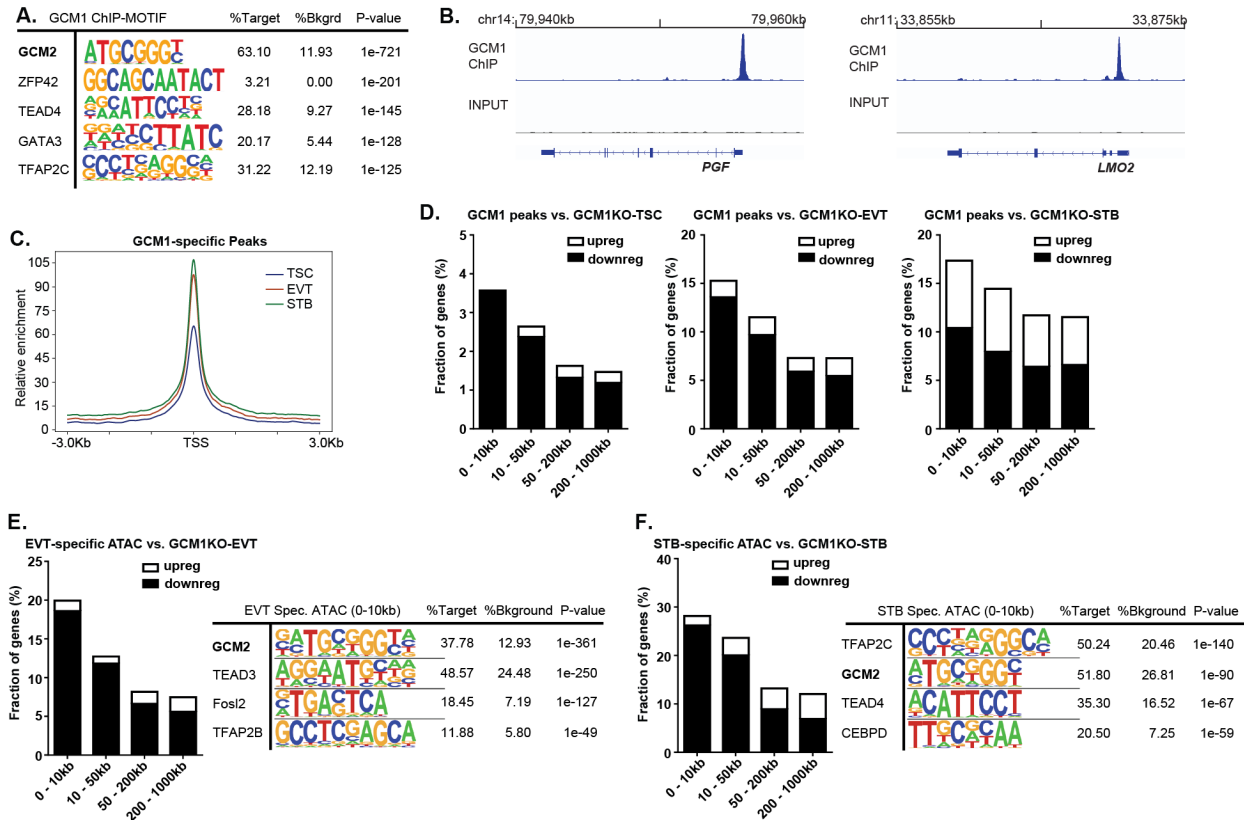 A.
GCM1 ChIP-MOTIF %Target %Bkgrd P-value
GCM2 ATGCGGGT 63.10 11.93 1e-721
ZFP42 GGCAGCAATACT 3.21 0.00 1e-201
TEAD4 28.18 9.27 1e-145
GATA3 20.17 5.44 1e-128
TFAP2C 31.22 12.19 1e-125
B.
chr14: 79,940kb 79,960kb
GCM1
ChIP
INPUT
PGF
chr11: 33,855kb 33,875kb
GCM1
ChIP
INPUT
LMO2
C.
GCM1-specific Peaks
Relative enrichment
105
90
75
60
45
30
15
0
TSC
EVT
STB
-3.0Kb TSS 3.0Kb
D.
GCM1 peaks vs. GCM1KO-TSC
Fraction of genes (%)
5
4
3
2
1
0
upreg
downreg
0 - 10kb
10 - 50kb
50 - 200kb
200 - 1000kb
GCM1 peaks vs. GCM1KO-EVT
Fraction of genes (%)
20
15
10
5
0
upreg
downreg
0 - 10kb
10 - 50kb
50 - 200kb
200 - 1000kb
GCM1 peaks vs. GCM1KO-STB
Fraction of genes (%)
20
15
10
5
0
upreg
downreg
0 - 10kb
10 - 50kb
50 - 200kb
200 - 1000kb
E.
EVT-specific ATAC vs. GCM1KO-EVT
upreg
downreg
Fraction of genes (%)
20
15
10
5
0
0 - 10kb
10 - 50kb
50 - 200kb
200 - 1000kb
EVT Spec. ATAC (0-10kb) %Target %Bkground P-value
GCM2 37.78 12.93 1e-361
TEAD3 48.57 24.48 1e-250
Fosl2 18.45 7.19 1e-127
TFAP2B 11.88 5.80 1e-49
F.
STB-specific ATAC vs. GCM1KO-STB
upreg
downreg
Fraction of genes (%)
40
30
20
10
0
0 - 10kb
10 - 50kb
50 - 200kb
200 - 1000kb
STB Spec. ATAC (0-10kb) %Target %Bkground P-value
TFAP2C 50.24 20.46 1e-140
GCM2 51.80 26.81 1e-90
TEAD4 35.30 16.52 1e-67
CEBPD 20.50 7.25 1e-59